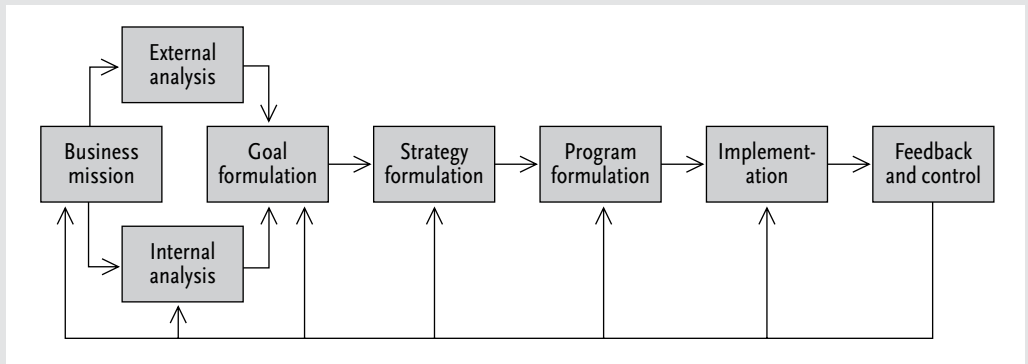 External
analysis
Business
mission
Goal
formulation
Strategy
formulation
Program
formulation
Implement-
ation
Feedback
and control
Internal
analysis